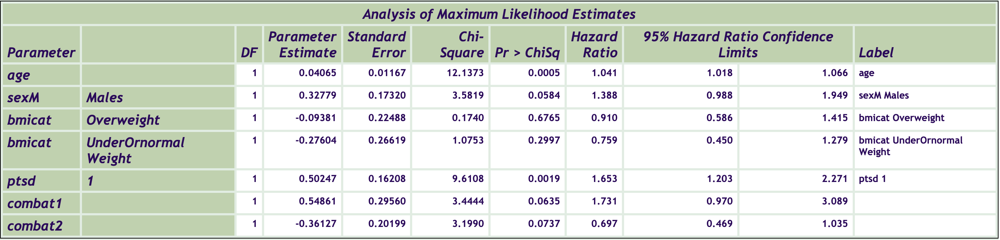 Analysis of Maximum Likelihood Estimates
Parameter DF Parameter Estimate Standard Error Chi-Square Pr > ChiSq Hazard Ratio 95% Hazard Ratio Confidence Limits Label
age 1 0.04065 0.01167 12.1373 0.0005 1.041 1.018 1.066 age
sexM Males 1 0.32779 0.17320 3.5819 0.0584 1.388 0.988 1.949 sexM Males
bmicat Overweight 1 -0.09381 0.22488 0.1740 0.6765 0.910 0.586 1.415 bmicat Overweight
bmicat UnderOrnormal Weight 1 -0.27604 0.26619 1.0753 0.2997 0.759 0.450 1.279 bmicat UnderOrnormal Weight
ptsd 1 1 0.50247 0.16208 9.6108 0.0019 1.653 1.203 2.271 ptsd 1
combat1 1 0.54861 0.29560 3.4444 0.0635 1.731 0.970 3.089
combat2 1 -0.36127 0.20199 3.1990 0.0737 0.697 0.469 1.035